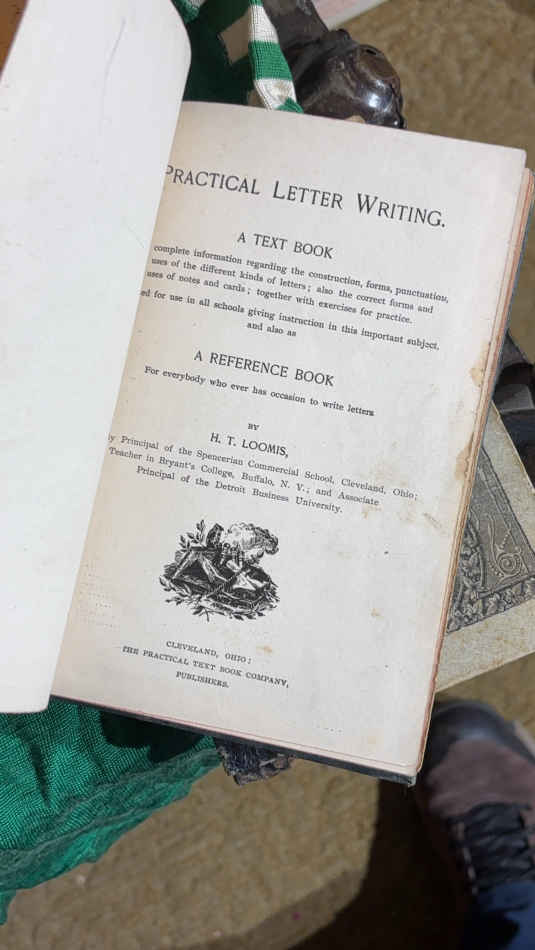 PRACTICAL LETTER WRITING.
A TEXT BOOK
complete information regarding the construction, forms, punctuation,
uses of the different kinds of letters; also the correct forms and
uses of notes and cards; together with exercises for practice.
ed for use in all schools giving instruction in this important subject,
and also as
A REFERENCE BOOK
For everybody who ever has occasion to write letters
BY
H. T. LOOMIS,
y Principal of the Spencerian Commercial School, Cleveland, Ohio;
Teacher in Bryant's College, Buffalo, N. Y.; and Associate
Principal of the Detroit Business University.
CLEVELAND, OHIO:
THE PRACTICAL TEXT BOOK COMPANY,
PUBLISHERS.